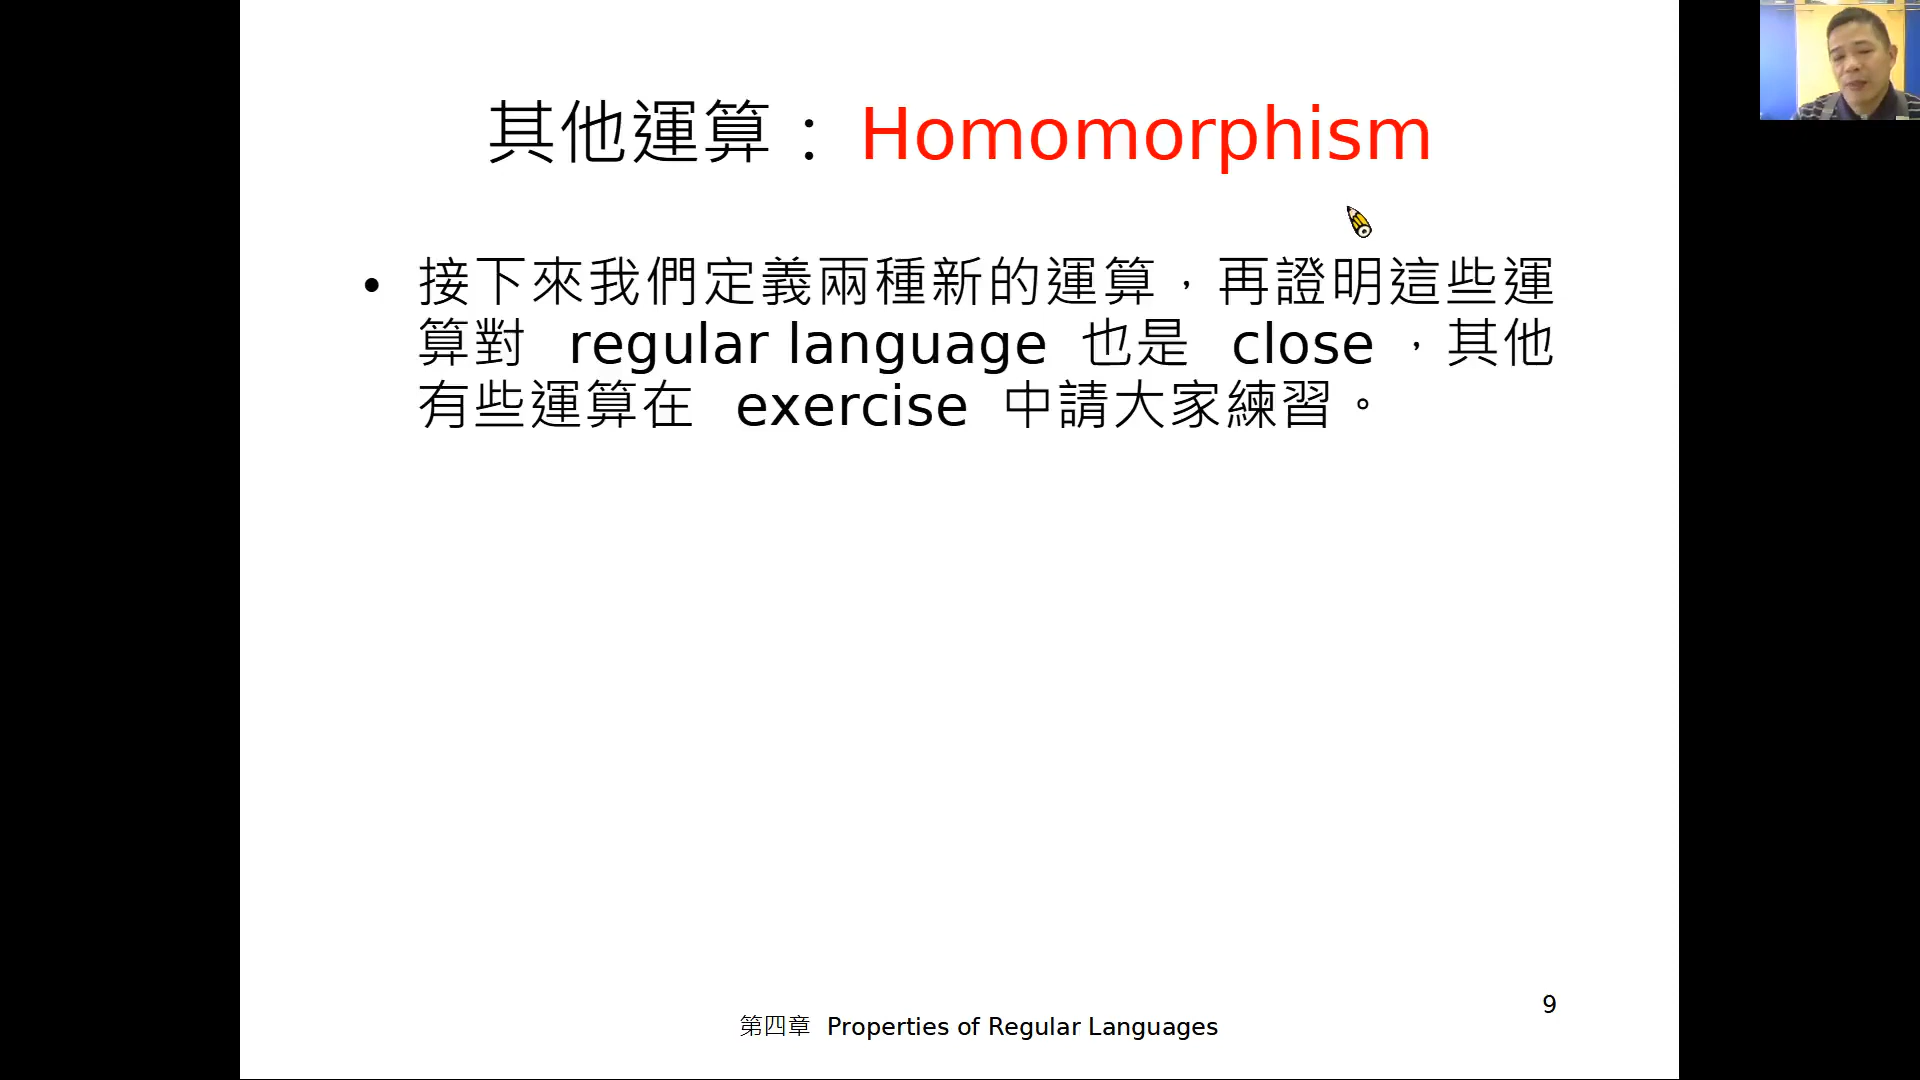 其他運算：Homomorphism
• 接下來我們定義兩種新的運算，再證明這些運
算對 regular language 也是 close，其他
有些運算在 exercise 中請大家練習。
9
第四章 Properties of Regular Languages